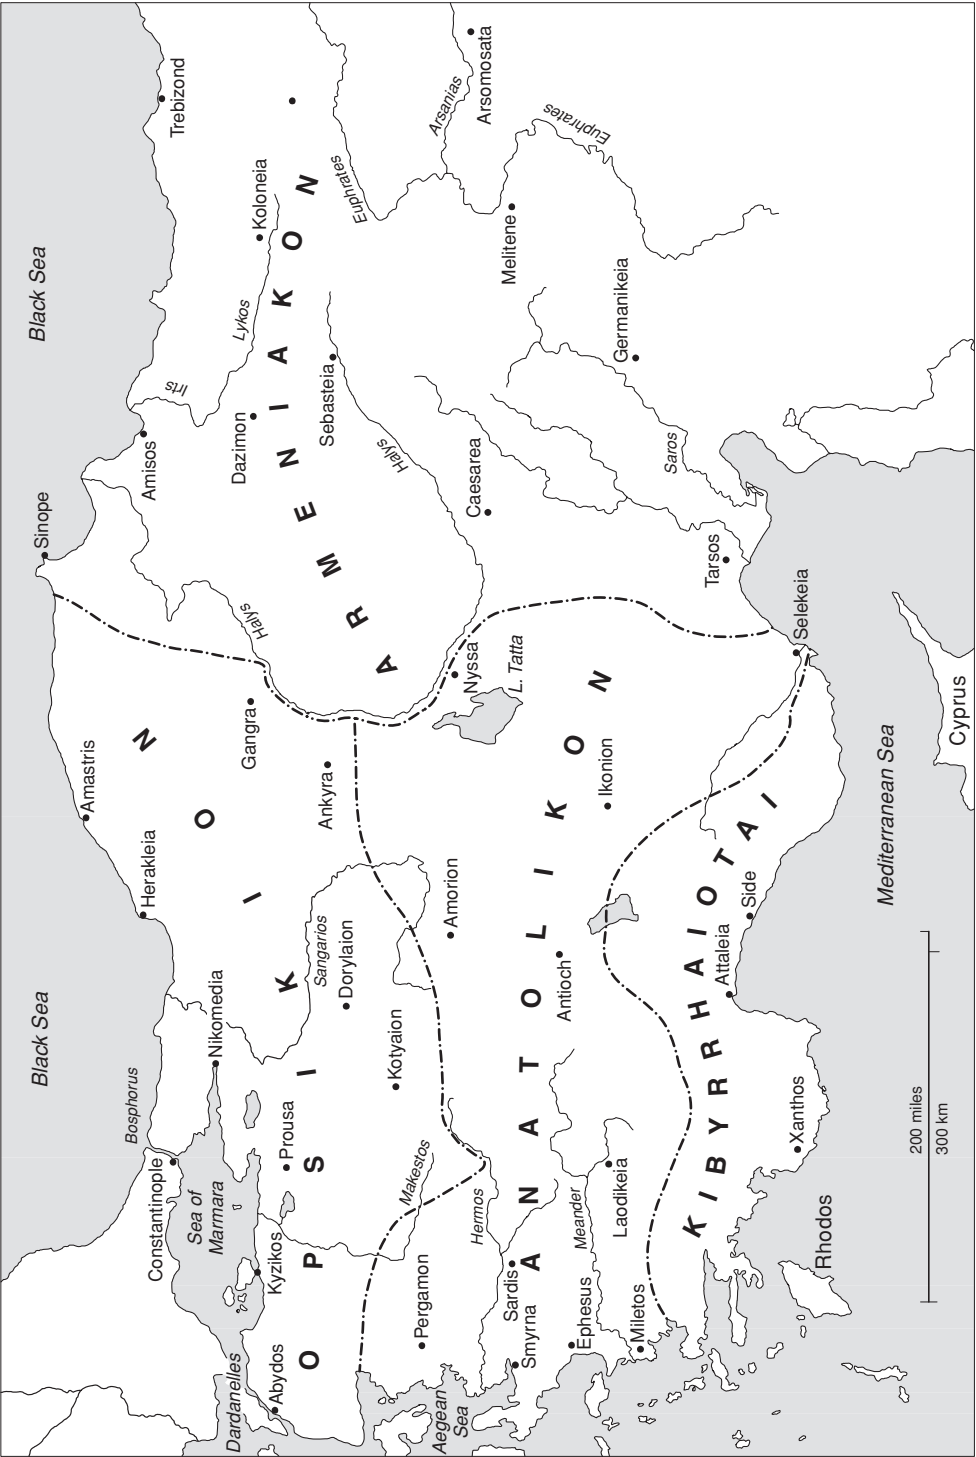 Black Sea
Black Sea
Sinope
Trebizond
Amastris
Herakleia
Amisos
Iris
Bosphorus
Constantinople
Nikomedia
Sea of
Marmara
Gangra
Halys
Dazimon
Lykos
Koloneia
Dardanelles
Abydos
Kyzikos
Prousa
Sangarios
Dorylaion
Ankyra
Sebasteia
Halys
Euphrates
OPSIKION
ARMENIAKON
Kotyaion
Makestos
Pergamon
Amorion
Nyssa
L. Tatta
Caesarea
Arsanias
Arsomosata
Melitene
Euphrates
Aegean
Sea
Hermos
Sardis
Smyrna
ANATOLIKON
Antioch
Ikonion
Germanikeia
Saros
Meander
Laodikeia
Ephesus
Miletos
KIBYRRHAIOTAI
Attaleia
Side
Tarsos
Selekeia
Xanthos
Rhodos
Mediterranean Sea
Cyprus
200 miles
300 km